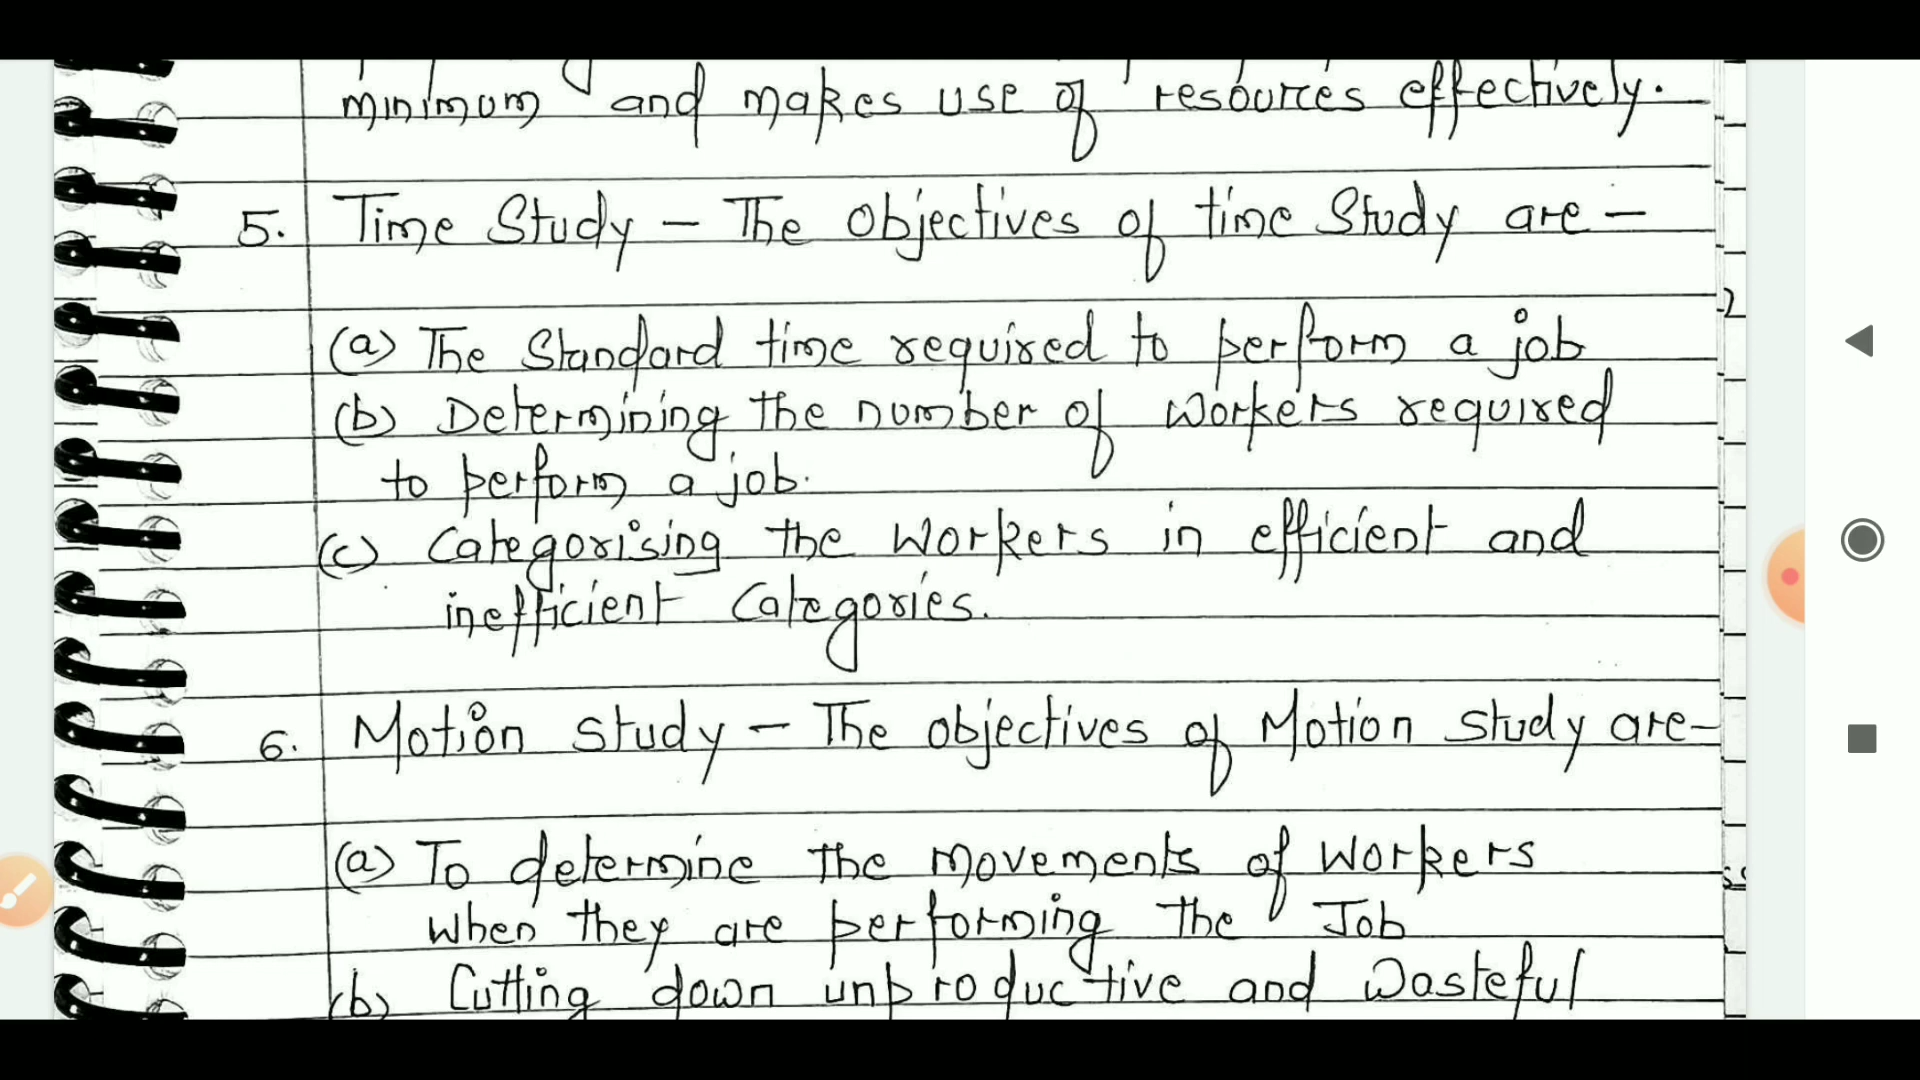 minimum and makes use of resources effectively.
5. Time Study - The Objectives of time Study are -
(a) The Standard time required to perform a job
(b) Determining the number of Workers required
to perform a job.
(c) Categorising the Workers in efficient and
inefficient Categories.
6. Motion study - The objectives of Motion study are-
(a) To determine the movements of Workers
when they are performing the Job
(b) Cutting down unproductive and Wasteful